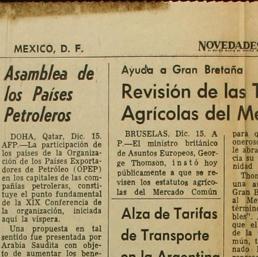 MEXICO, D. F.
NOVEDADES
Asamblea de
los Países
Petroleros
DOHA, Qatar, Dic. 15.
AFP.—La participación de
los países de la Organiza-
ción de los Países Exporta-
dores de Petróleo (OPEP)
en los capitales de las com-
pañías petroleras, consti-
tuye el punto fundamental
de la XIX Conferencia de
la organización, iniciada
aquí la víspera.
Una propuesta en tal
sentido fue presentada por
Arabia Saudita con obje-
to de aumentar los bene-
Ayuda a Gran Bretaña
Revisión de las
Agrícolas del
BRUSELAS, Dic. 15. A
P.—El ministro británico
de Asuntos Europeos, George
Thomson, instó hoy
públicamente a que se re-
visen los estatutos agríco-
las del Mercado Común
Alza de Tarifas
de Transporte
en la Argentina